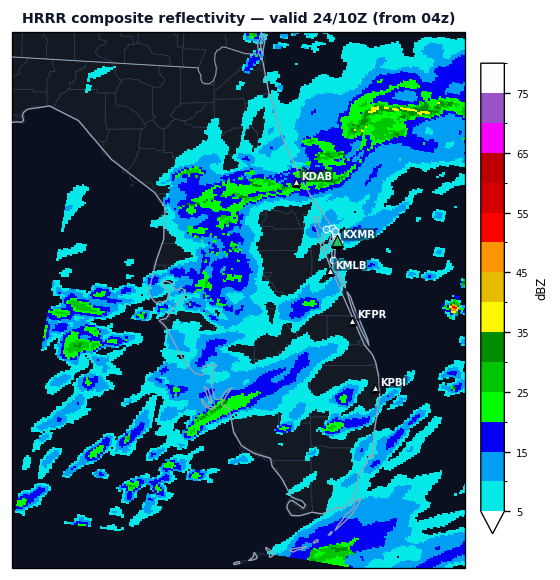 HRRR composite reflectivity — valid 24/10Z (from 04z)
KDAB
KXMR
KMLB
KFPR
KPBI
75
65
55
45
35
25
15
5
dBZ